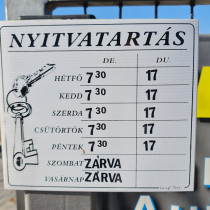 NYITVATARTÁS
DE. DU.
HÉTFŐ 7 30 17
KEDD 7 30 17
SZERDA 7 30 17
CSÜTÖRTÖK 7 30 17
PÉNTEK 7 30 17
SZOMBAT ZÁRVA
VASÁRNAP ZÁRVA